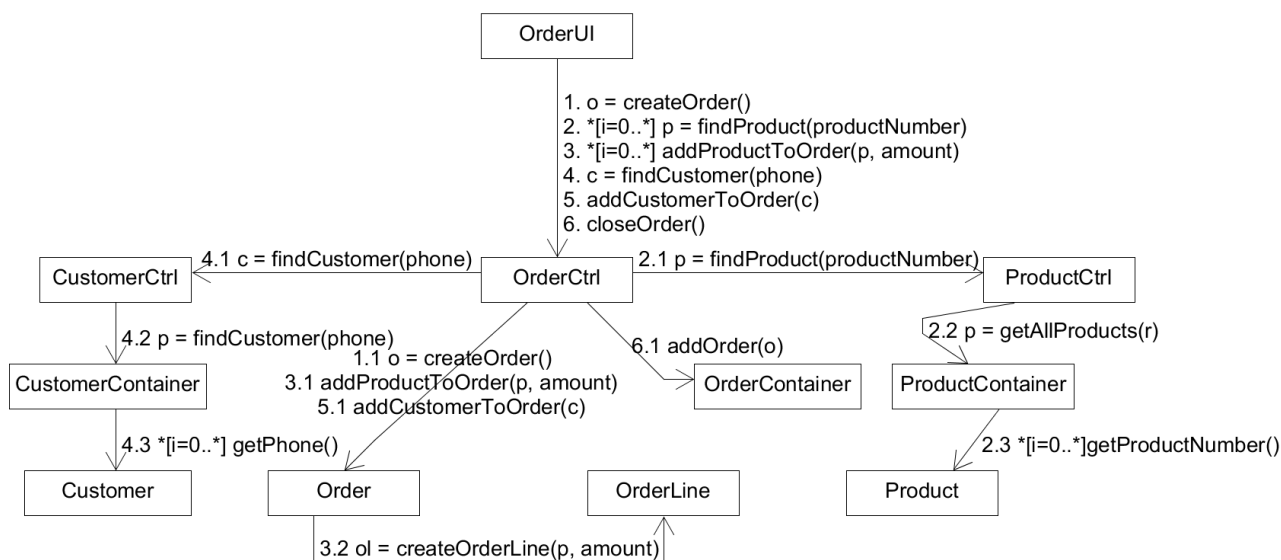 OrderUI
1. o = createOrder()
2. *[i=0..*] p = findProduct(productNumber)
3. *[i=0..*] addProductToOrder(p, amount)
4. c = findCustomer(phone)
5. addCustomerToOrder(c)
6. closeOrder()
CustomerCtrl
4.1 c = findCustomer(phone)
OrderCtrl
2.1 p = findProduct(productNumber)
ProductCtrl
4.2 p = findCustomer(phone)
1.1 o = createOrder()
3.1 addProductToOrder(p, amount)
5.1 addCustomerToOrder(c)
6.1 addOrder(o)
2.2 p = getAllProducts(r)
CustomerContainer
OrderContainer
ProductContainer
4.3 *[i=0..*] getPhone()
2.3 *[i=0..*]getProductNumber()
Customer
Order
OrderLine
Product
3.2 ol = createOrderLine(p, amount)